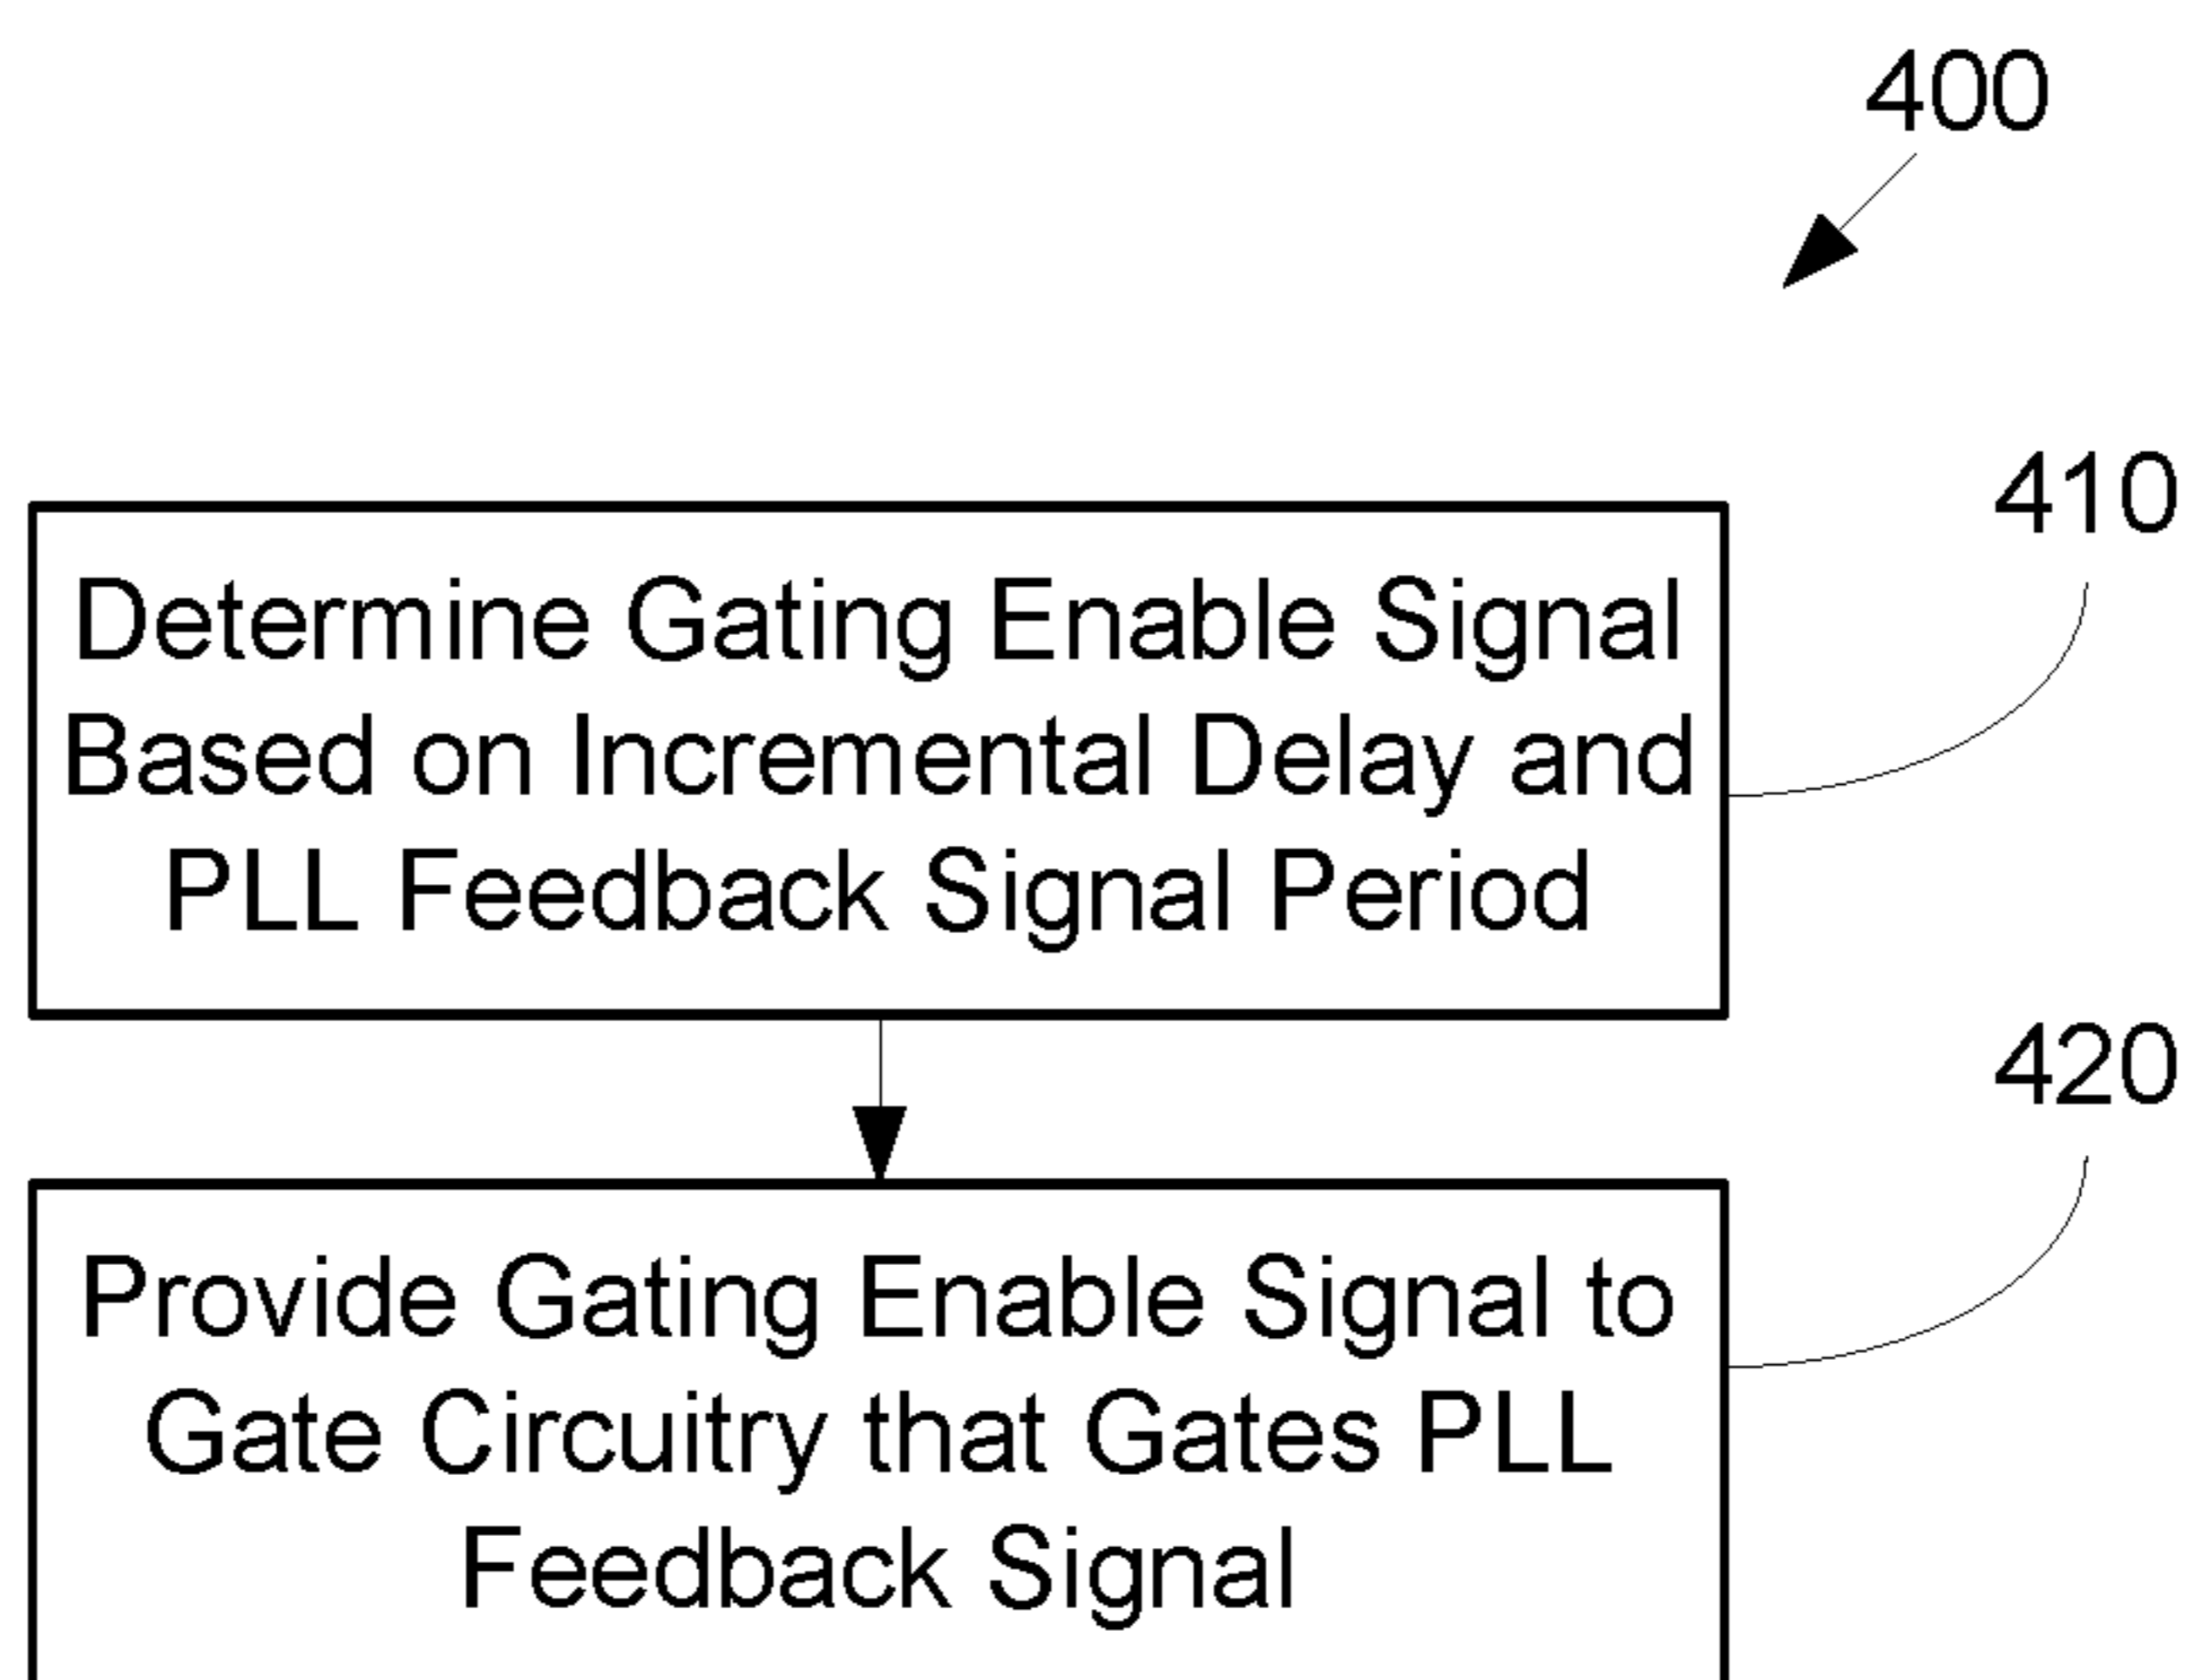 400
410
Determine Gating Enable Signal
Based on Incremental Delay and
PLL Feedback Signal Period
420
Provide Gating Enable Signal to
Gate Circuitry that Gates PLL
Feedback Signal